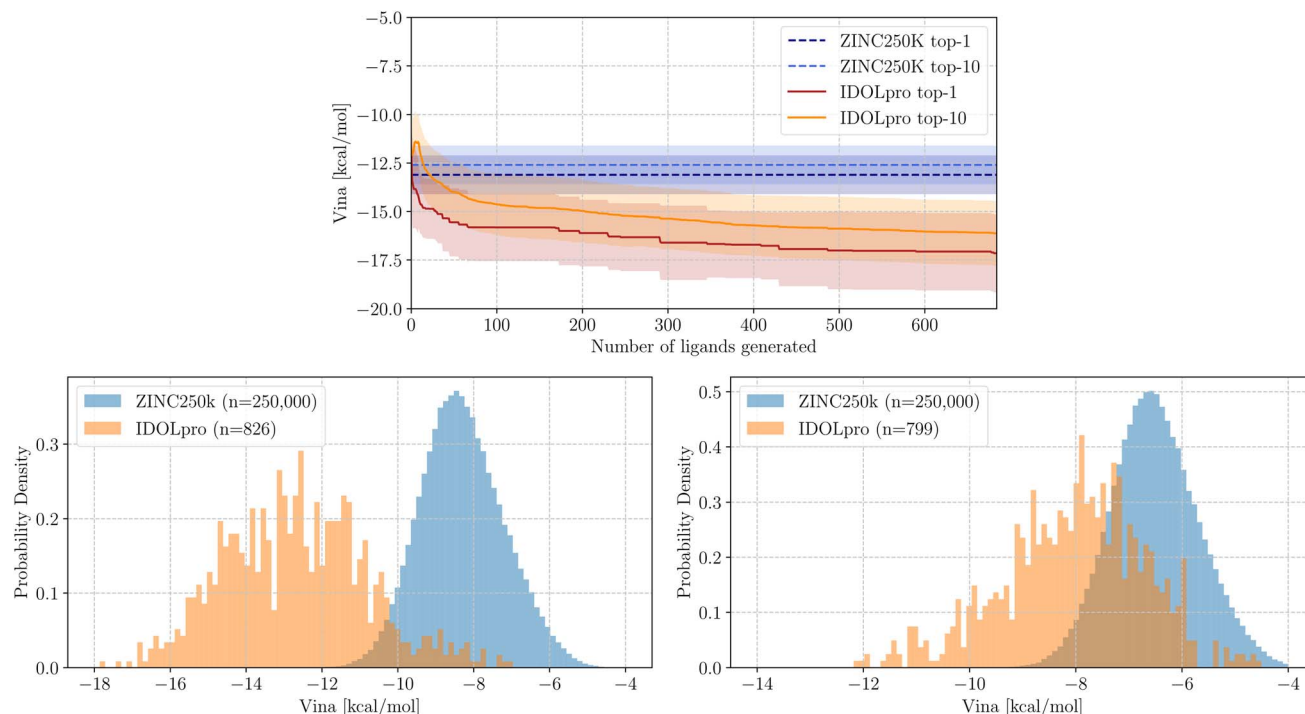 −5.0
−7.5
−10.0
−12.5
−15.0
−17.5
−20.0
Vina [kcal/mol]
ZINC250K top-1
ZINC250K top-10
IDOLpro top-1
IDOLpro top-10
0 100 200 300 400 500 600
Number of ligands generated
ZINC250k (n=250,000)
IDOLpro (n=826)
Probability Density
0.3
0.2
0.1
0.0
−18 −16 −14 −12 −10 −8 −6 −4
Vina [kcal/mol]
ZINC250k (n=250,000)
IDOLpro (n=799)
Probability Density
0.5
0.4
0.3
0.2
0.1
0.0
−14 −12 −10 −8 −6 −4
Vina [kcal/mol]